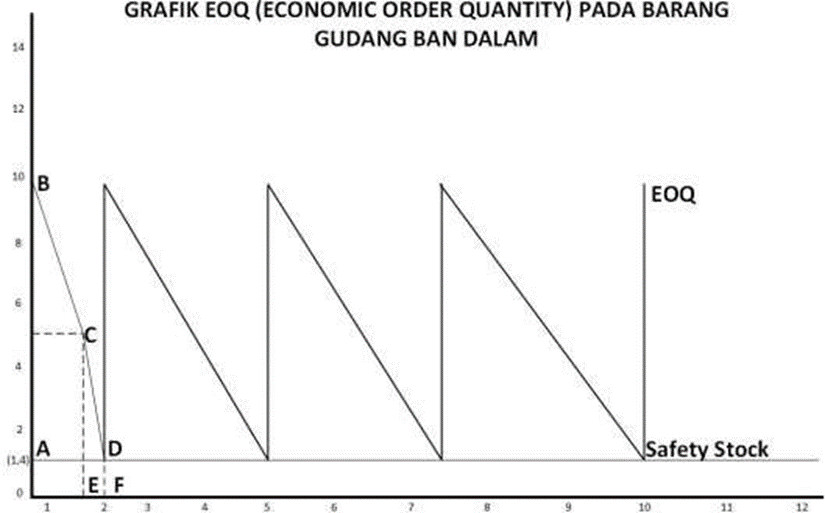 GRAFIK EOQ (ECONOMIC ORDER QUANTITY) PADA BARANG
GUDANG BAN DALAM
14
12
10
B
EOQ
8
6
C
4
2
A
D
Safety Stock
(1.4)
E
F
0
1 2 3 4 5 6 7 8 9 10 11 12